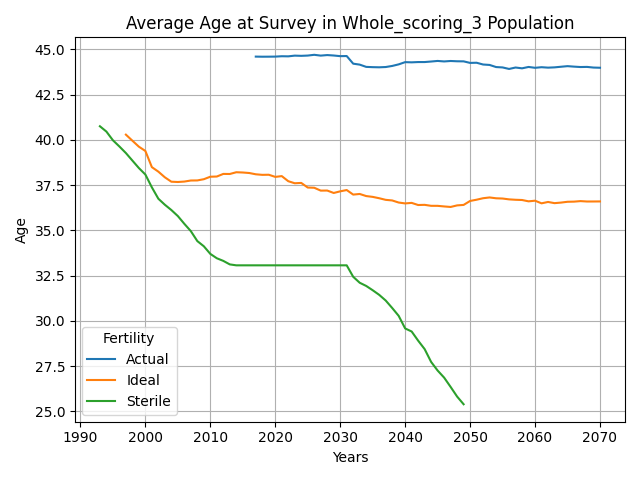 Average Age at Survey in Whole_scoring_3 Population
45.0
42.5
40.0
37.5
35.0
32.5
30.0
27.5
25.0
Age
Fertility
Actual
Ideal
Sterile
1990 2000 2010 2020 2030 2040 2050 2060 2070
Years